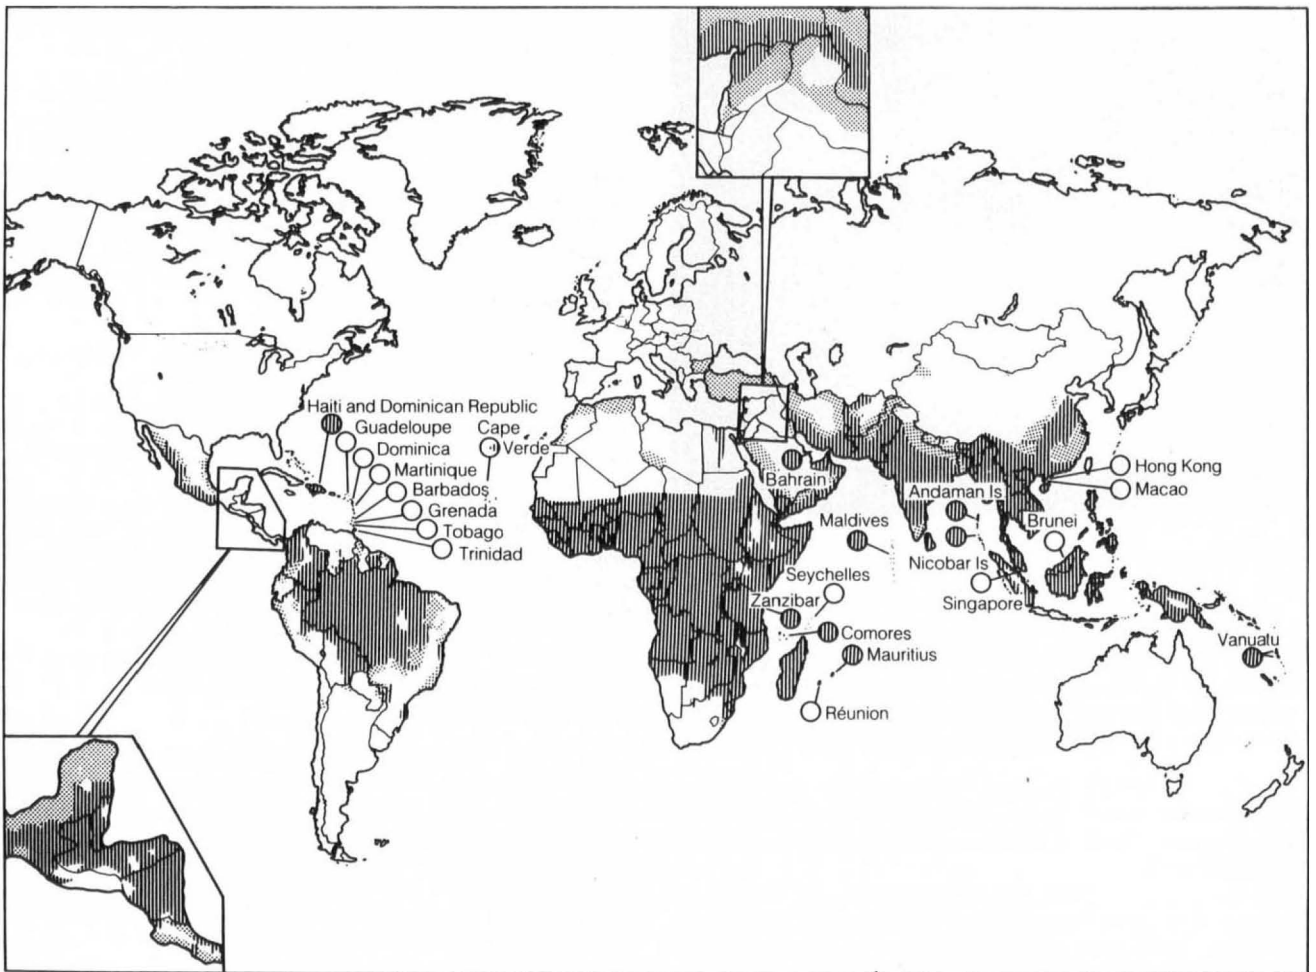 Haiti and Dominican Republic
Guadeloupe
Cape
Verde
Dominica
Martinique
Barbados
Grenada
Tobago
Trinidad
Bahrain
Hong Kong
Macao
Andaman Is
Brunei
Maldives
Nicobar Is
Seychelles
Singapore
Zanzibar
Comores
Mauritius
Vanuatu
Réunion